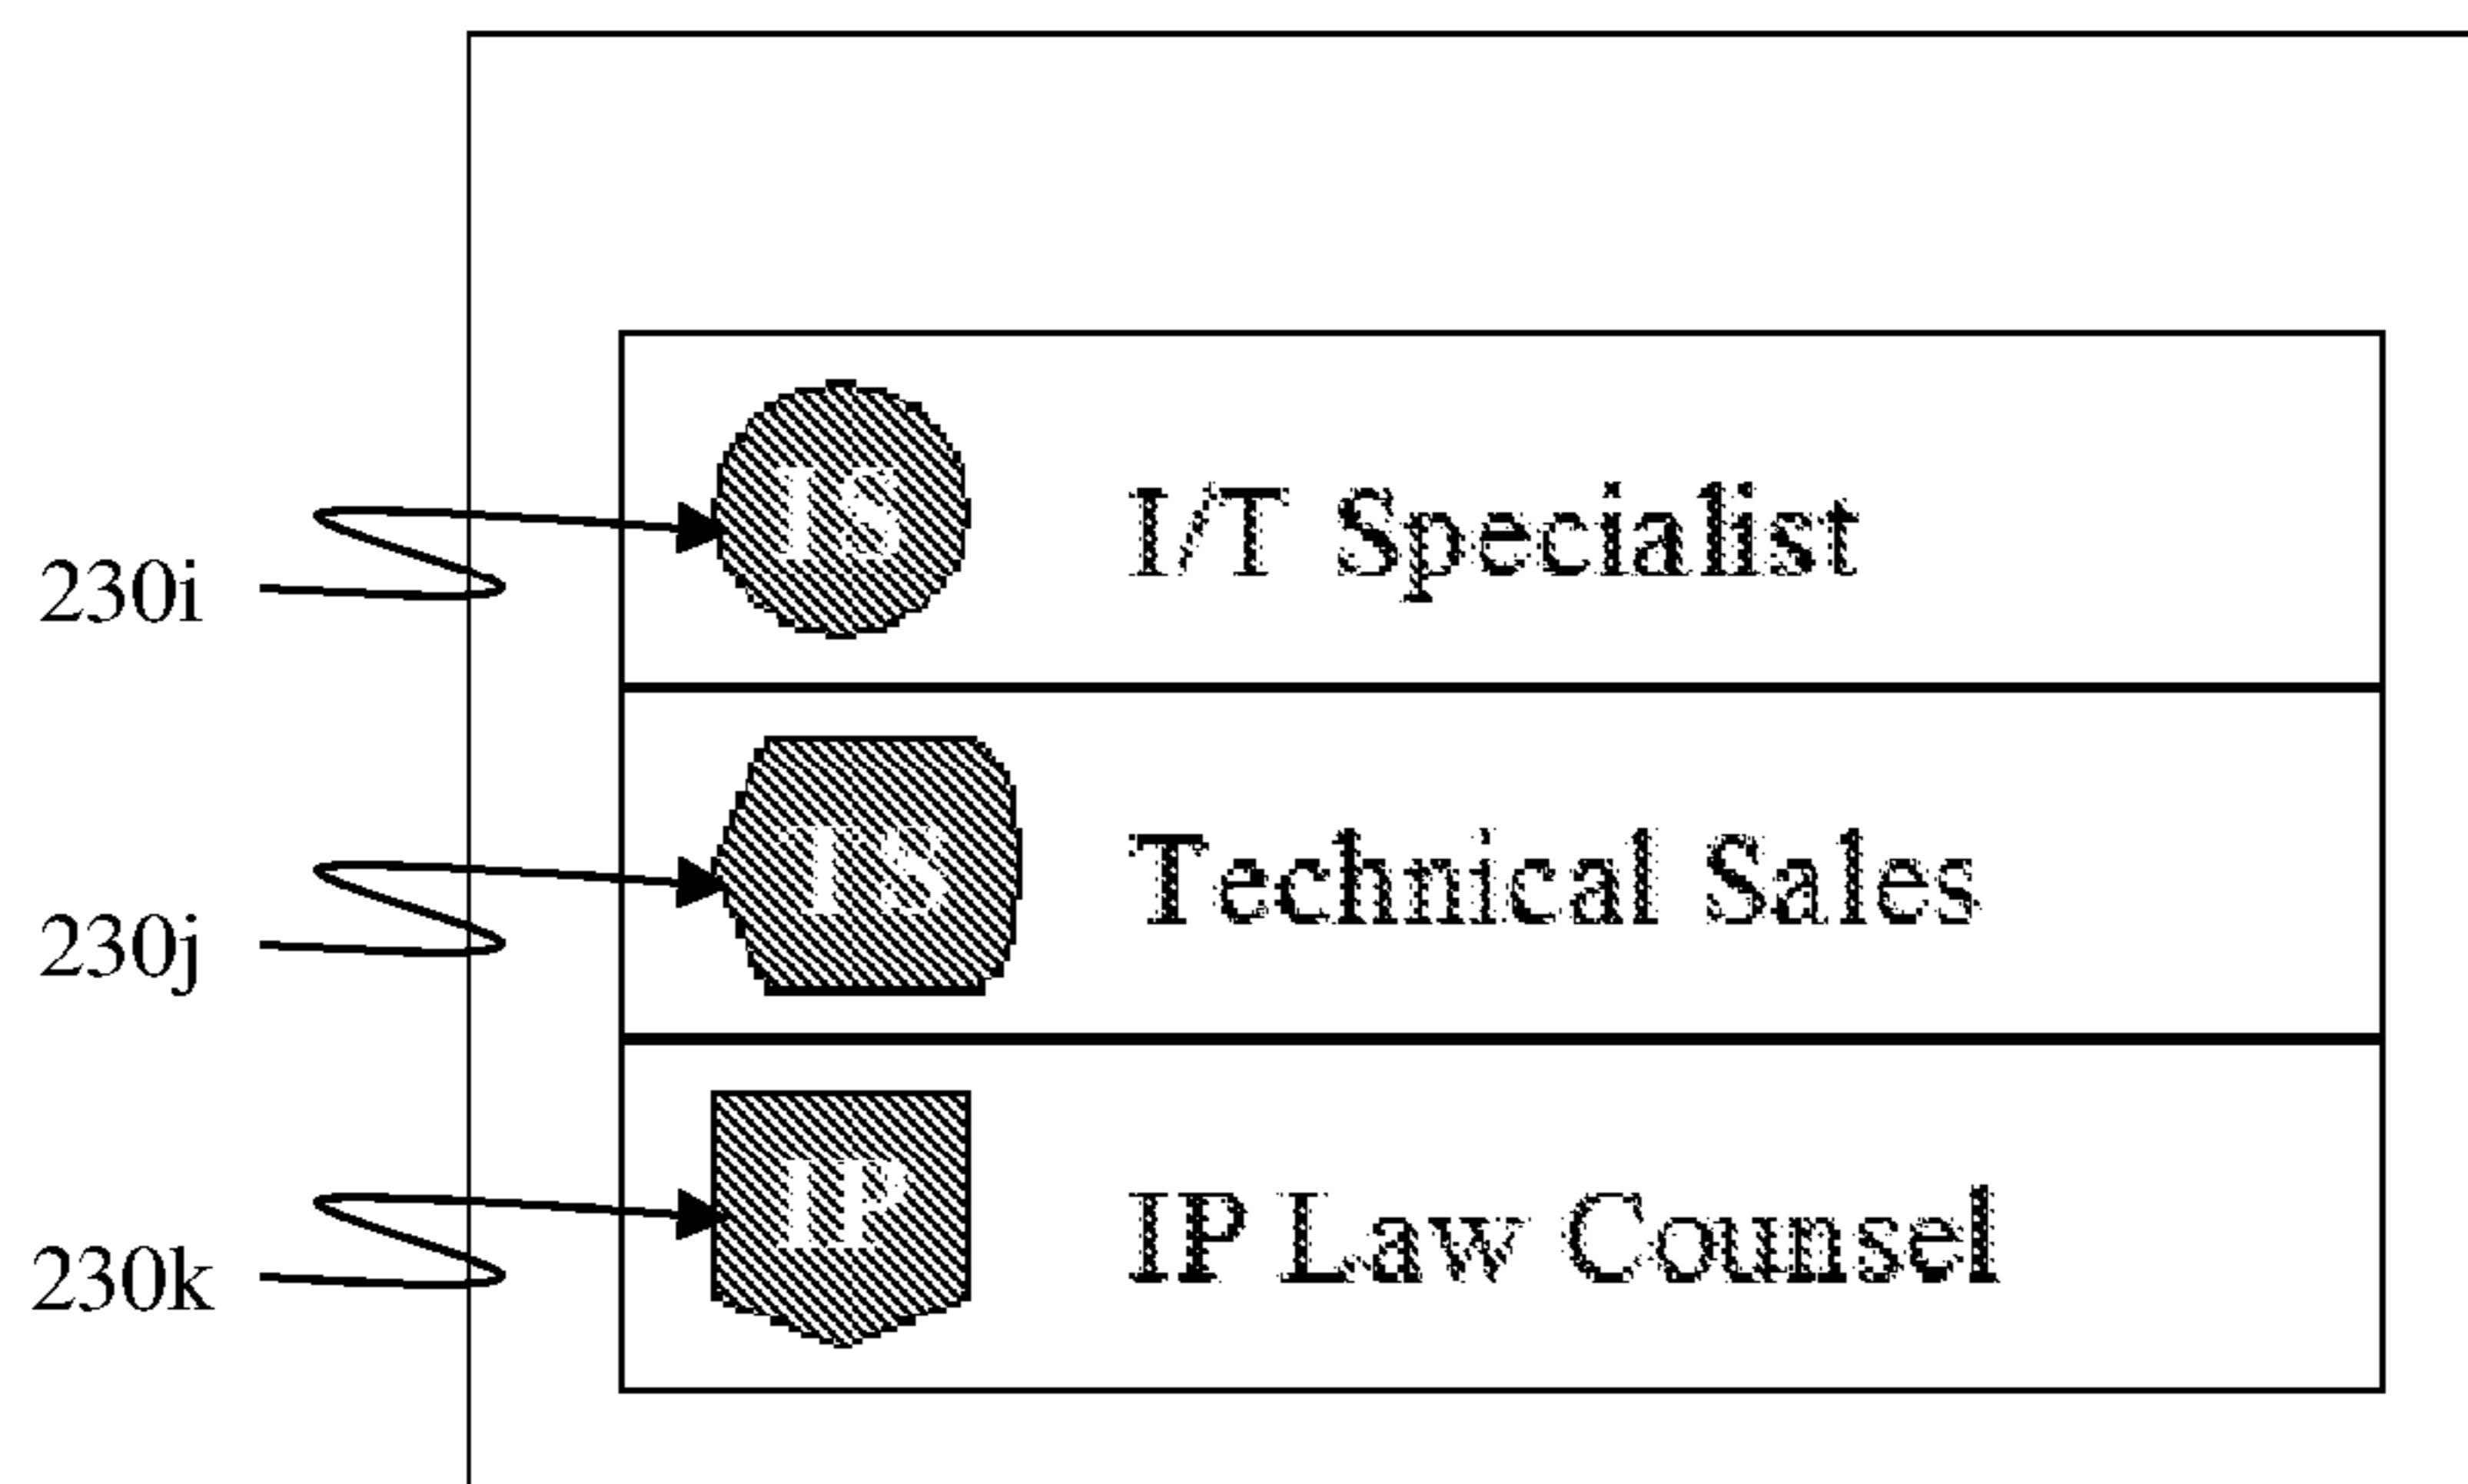 IS I/T Specialist
230i
TS Technical Sales
230j
IP IP Law Counsel
230k